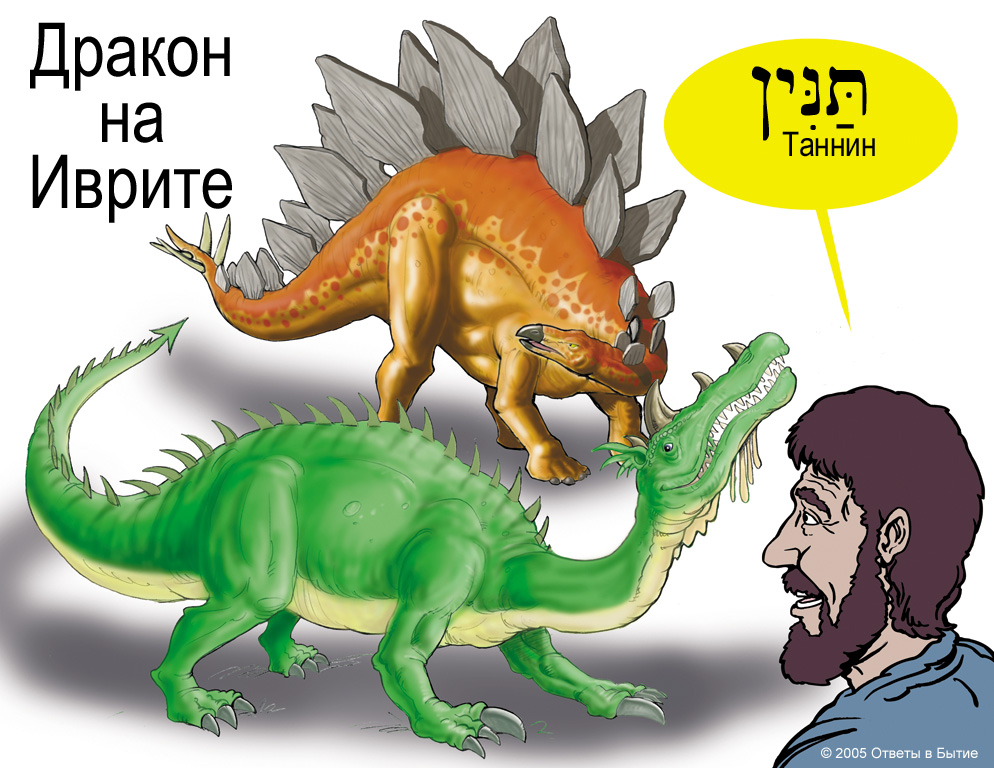 Дракон
на
Иврите
תַּנִּין
Таннин
© 2005 Ответы в Бытие